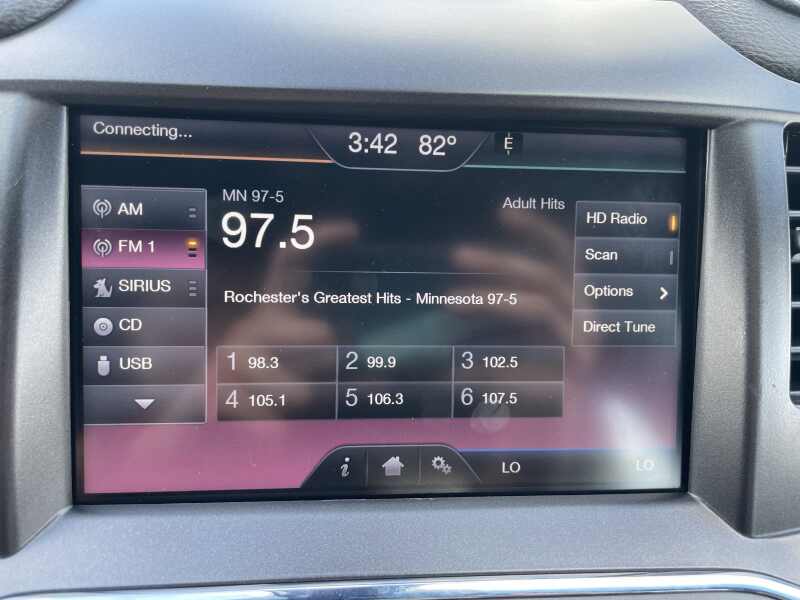 Connecting...
3:42 82° E
MN 97-5
97.5
Adult Hits
Rochester's Greatest Hits - Minnesota 97-5
AM
FM 1
SIRIUS
CD
USB
HD Radio
Scan
Options
Direct Tune
1 98.3
2 99.9
3 102.5
4 105.1
5 106.3
6 107.5
i
LO
LO